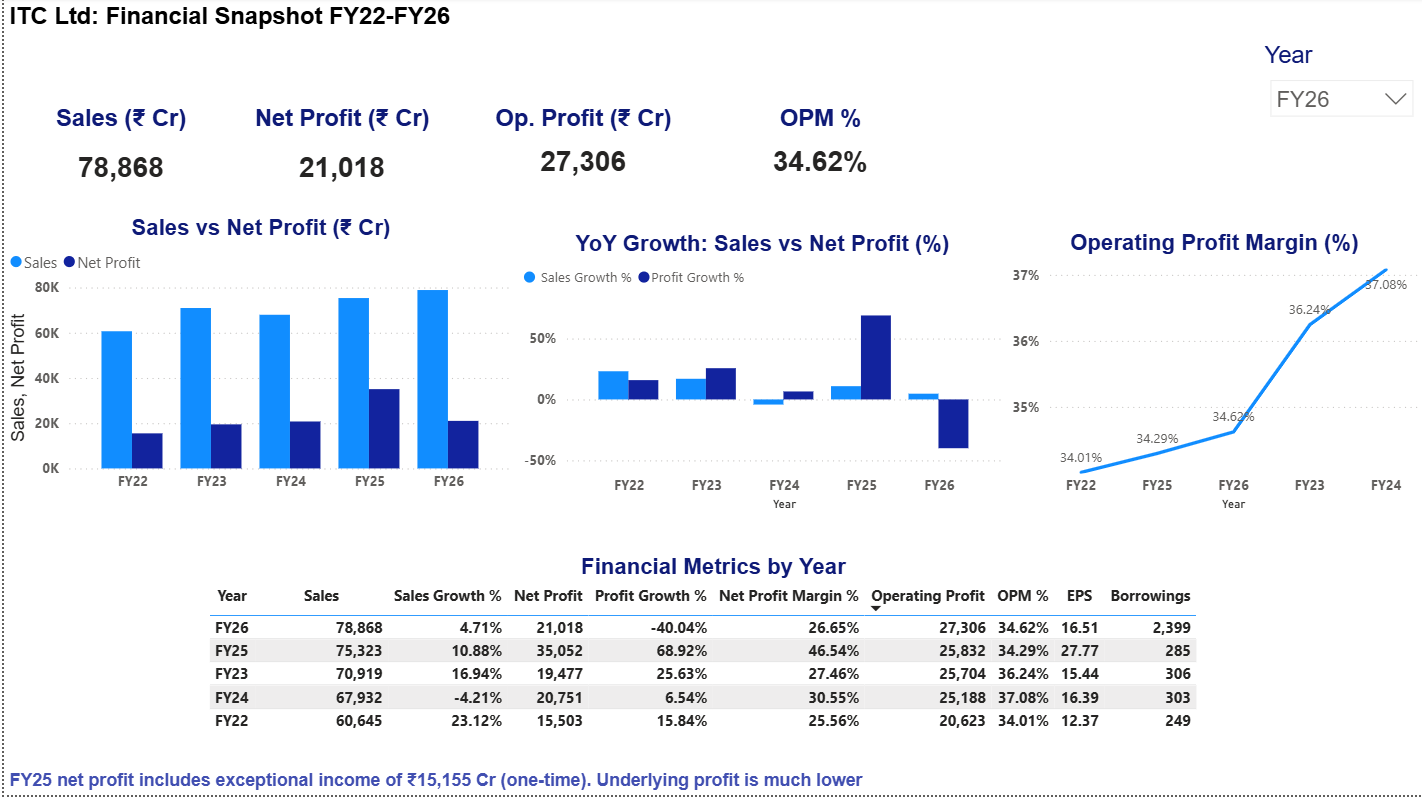 ITC Ltd: Financial Snapshot FY22-FY26
Year
FY26
Sales (₹ Cr) Net Profit (₹ Cr) Op. Profit (₹ Cr) OPM %
78,868 21,018 27,306 34.62%
Sales vs Net Profit (₹ Cr)
Sales Net Profit
Sales, Net Profit
80K
60K
40K
20K
0K
FY22 FY23 FY24 FY25 FY26
YoY Growth: Sales vs Net Profit (%)
Sales Growth % Profit Growth %
50%
0%
-50%
FY22 FY23 FY24 FY25 FY26
Year
Operating Profit Margin (%)
37%
36%
35%
34.01% 34.29% 34.62% 36.24% 37.08%
FY22 FY25 FY26 FY23 FY24
Year
Financial Metrics by Year
Year Sales Sales Growth % Net Profit Profit Growth % Net Profit Margin % Operating Profit OPM % EPS Borrowings
FY26 78,868 4.71% 21,018 -40.04% 26.65% 27,306 34.62% 16.51 2,399
FY25 75,323 10.88% 35,052 68.92% 46.54% 25,832 34.29% 27.77 285
FY23 70,919 16.94% 19,477 25.63% 27.46% 25,704 36.24% 15.44 306
FY24 67,932 -4.21% 20,751 6.54% 30.55% 25,188 37.08% 16.39 303
FY22 60,645 23.12% 15,503 15.84% 25.56% 20,623 34.01% 12.37 249
FY25 net profit includes exceptional income of ₹15,155 Cr (one-time). Underlying profit is much lower